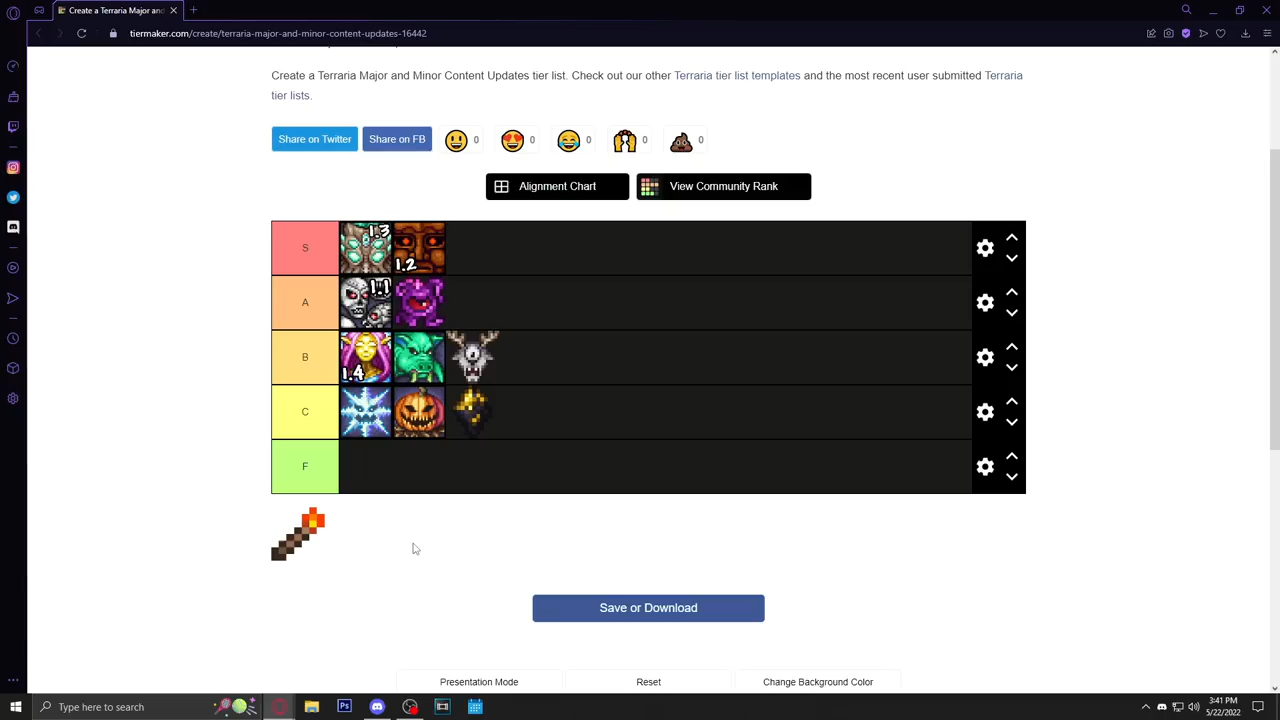 Create a Terraria Major and
tiermaker.com/create/terraria-major-and-minor-content-updates-16442
Create a Terraria Major and Minor Content Updates tier list. Check out our other Terraria tier list templates and the most recent user submitted Terraria
tier lists.
Share on Twitter
Share on FB
0
0
0
0
0
Alignment Chart
View Community Rank
S
1.3
1.2
A
1.1
B
1.4
C
F
Save or Download
Presentation Mode
Reset
Change Background Color
Type here to search
3:41 PM
5/22/2022